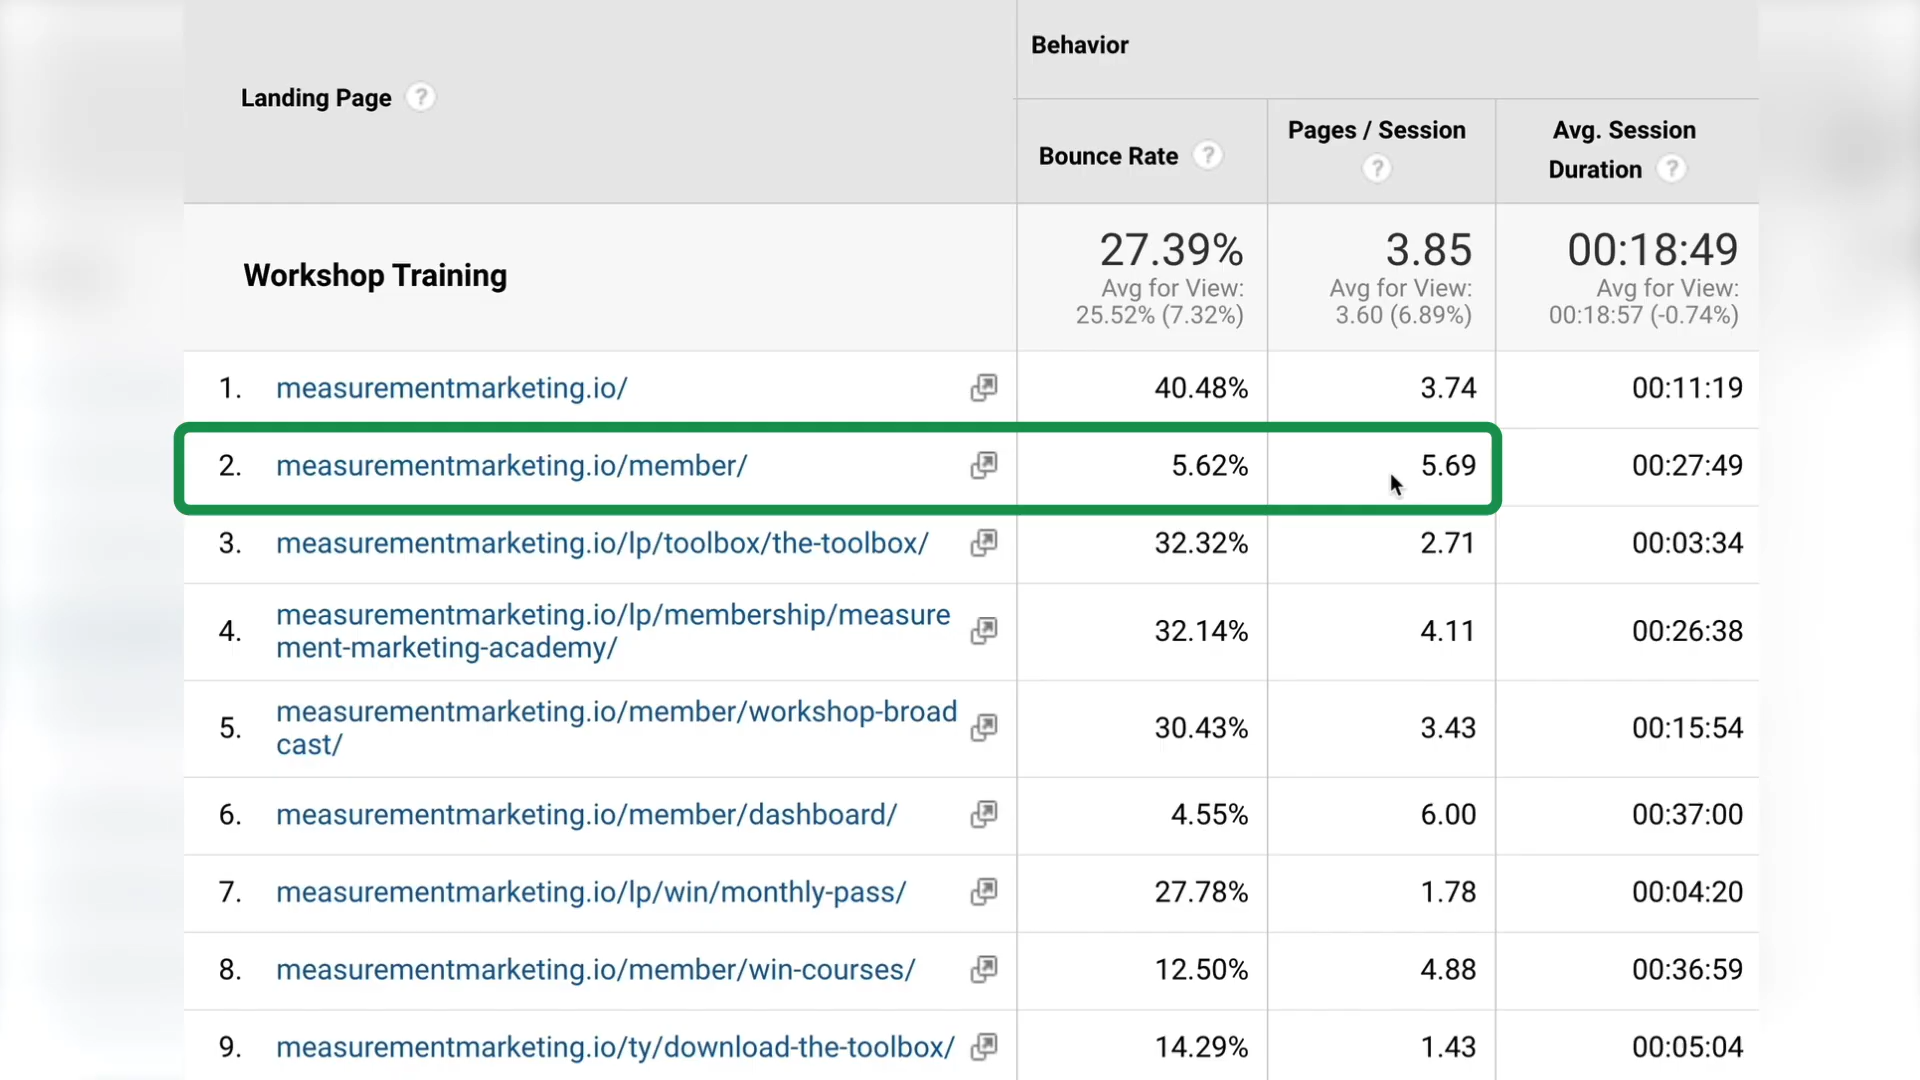 Behavior
Landing Page ?
Bounce Rate ?
Pages / Session
?
Avg. Session
Duration ?
Workshop Training
27.39%
Avg for View:
25.52% (7.32%)
3.85
Avg for View:
3.60 (6.89%)
00:18:49
Avg for View:
00:18:57 (-0.74%)
1. measurementmarketing.io/ 40.48% 3.74 00:11:19
2. measurementmarketing.io/member/ 5.62% 5.69 00:27:49
3. measurementmarketing.io/lp/toolbox/the-toolbox/ 32.32% 2.71 00:03:34
4. measurementmarketing.io/lp/membership/measure
ment-marketing-academy/ 32.14% 4.11 00:26:38
5. measurementmarketing.io/member/workshop-broad
cast/ 30.43% 3.43 00:15:54
6. measurementmarketing.io/member/dashboard/ 4.55% 6.00 00:37:00
7. measurementmarketing.io/lp/win/monthly-pass/ 27.78% 1.78 00:04:20
8. measurementmarketing.io/member/win-courses/ 12.50% 4.88 00:36:59
9. measurementmarketing.io/ty/download-the-toolbox/ 14.29% 1.43 00:05:04